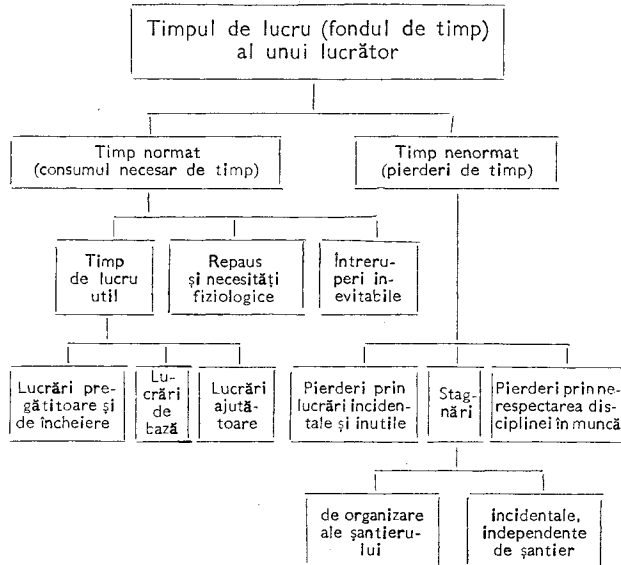 Timpul de lucru (fondul de timp)
al unui lucrător
Timp normat
(consumul necesar de timp)
Timp nenormat
(pierderi de timp)
Timp
de lucru
util
Repaus
și necesități
fiziologice
Întreru-
peri in-
evitabile
Lucrări pre-
gătitoare și
de încheiere
Lu-
crări
de
bază
Lucrări
ajută-
toare
Pierderi prin
lucrări inciden-
tale și inutile
Stag-
nări
Pierderi prin ne-
respectarea dis-
ciplinei în muncă
de organizare
ale șantieru-
lui
incidentale,
independente
de șantier